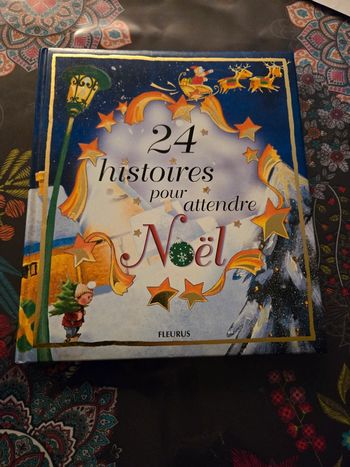 24
histoires
pour attendre
Noël
FLEURUS